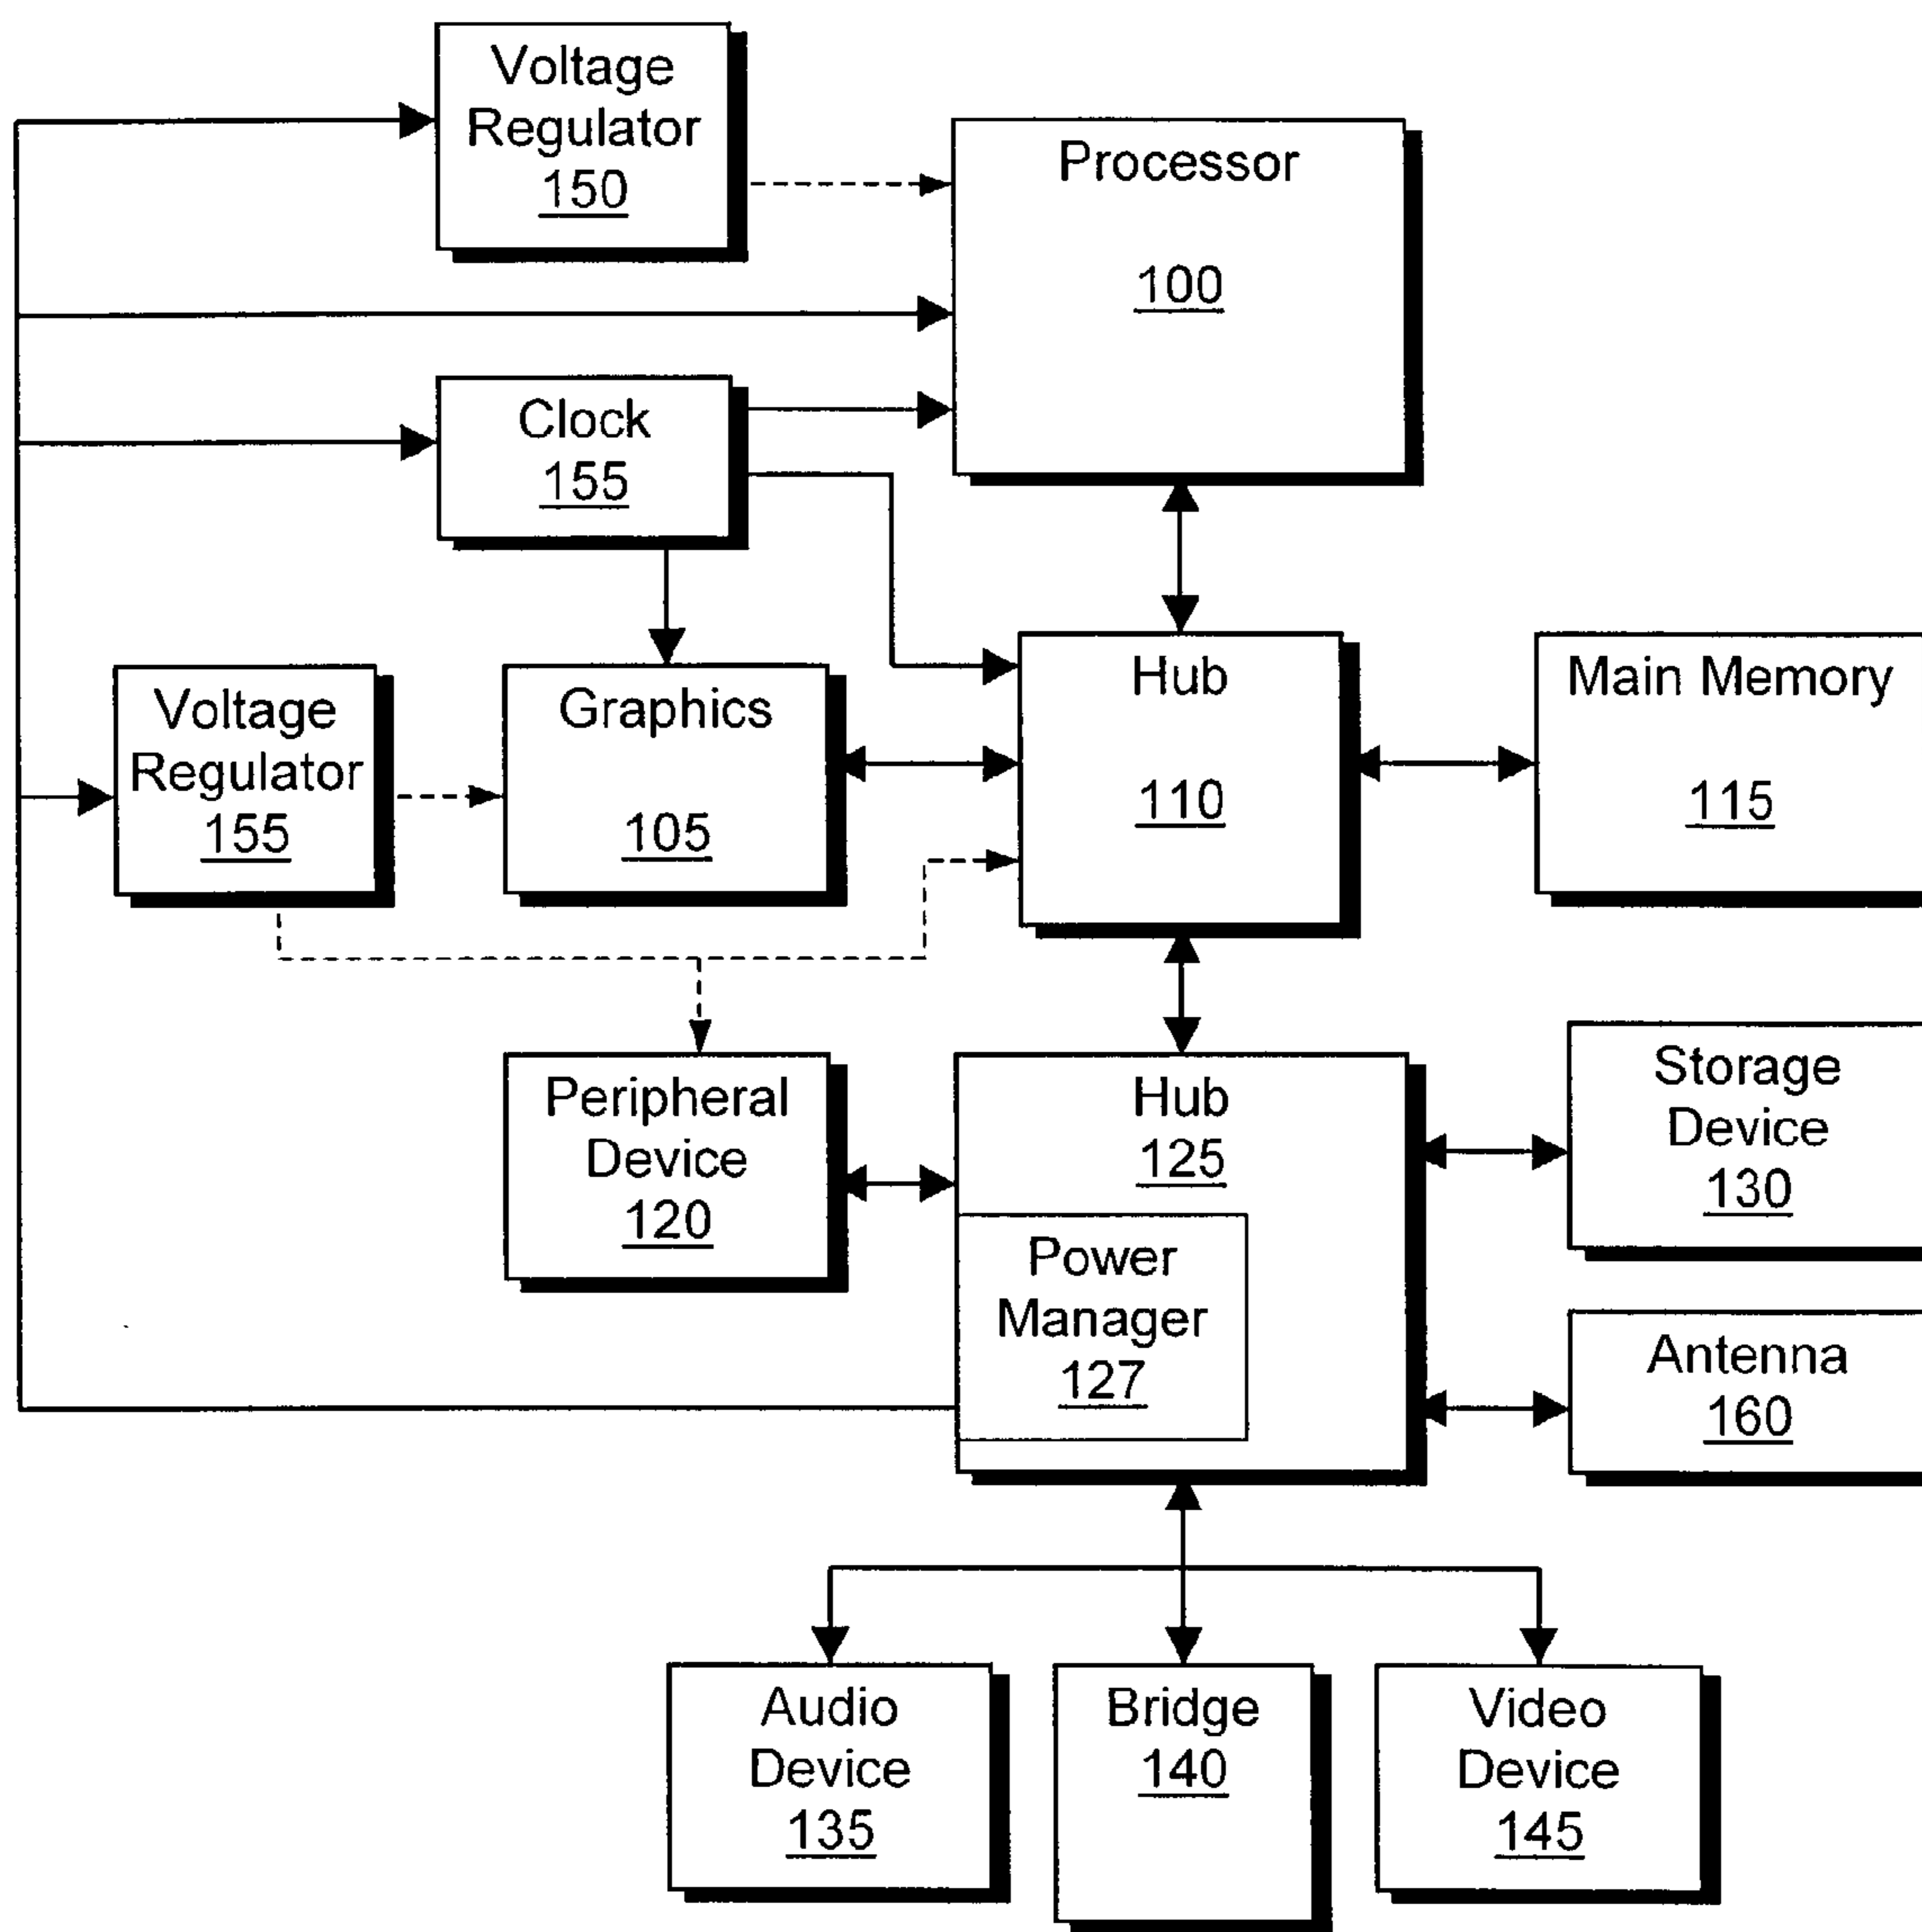 Voltage
Regulator
150
Processor
100
Clock
155
Voltage
Regulator
155
Graphics
105
Hub
110
Main Memory
115
Peripheral
Device
120
Hub
125
Power
Manager
127
Storage
Device
130
Antenna
160
Audio
Device
135
Bridge
140
Video
Device
145